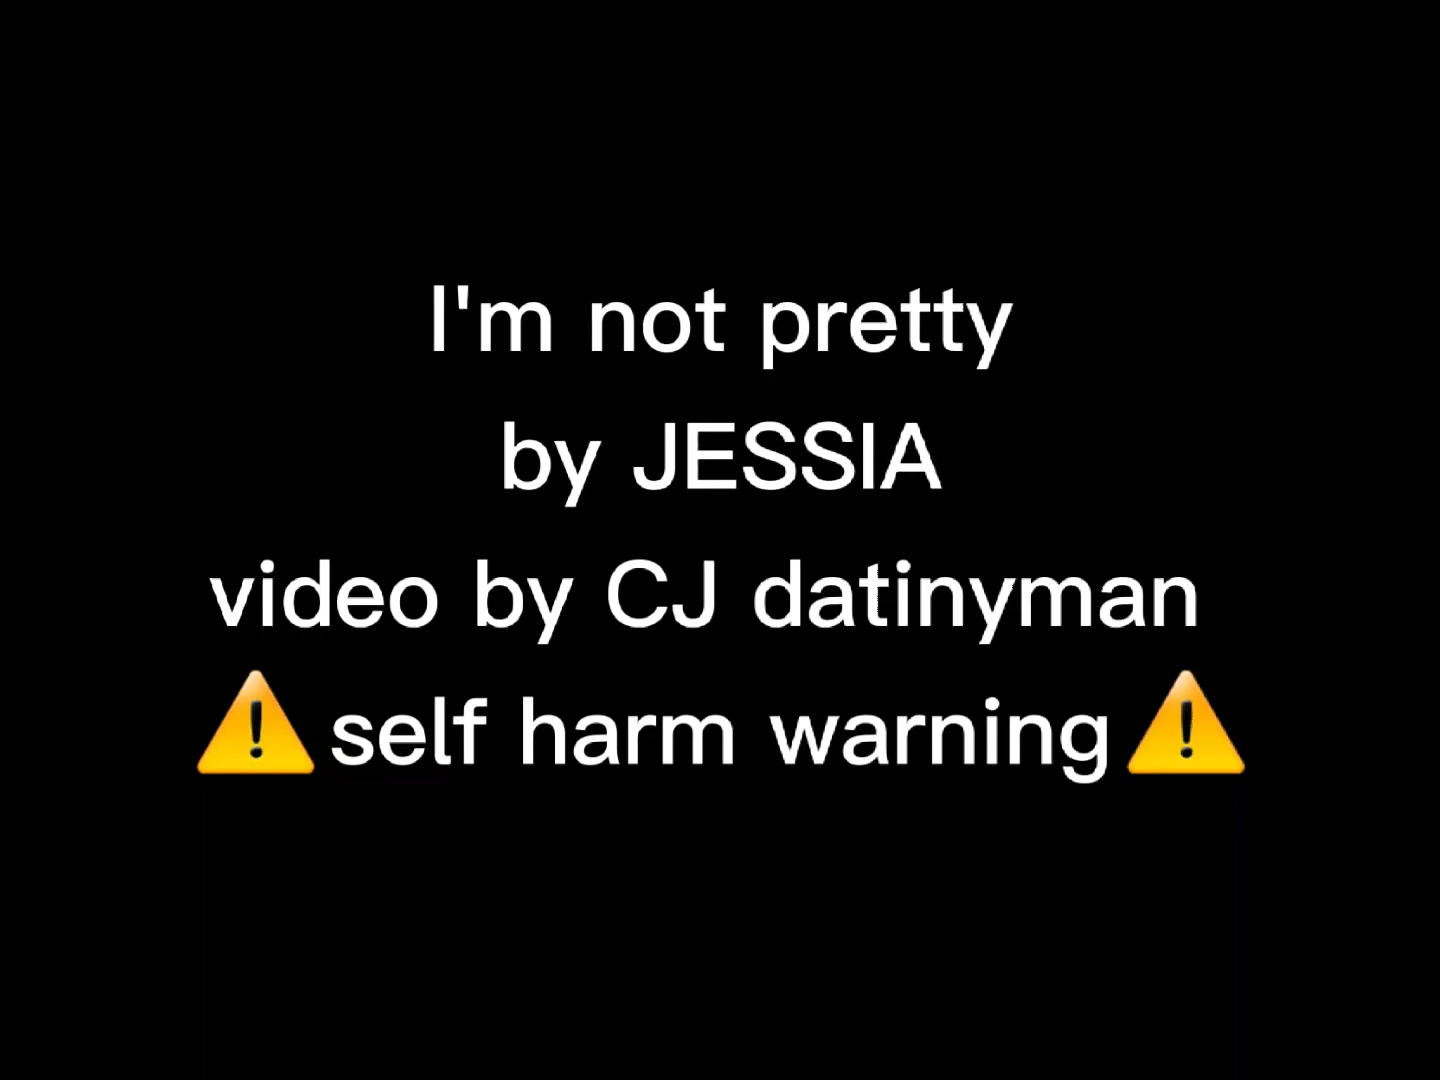 I'm not pretty
by JESSIA
video by CJ datinyman
⚠️self harm warning⚠️